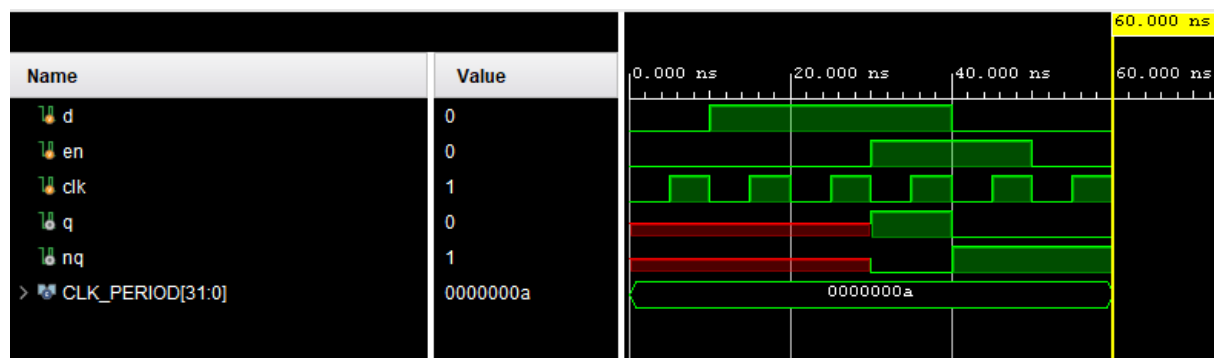 60.000 ns
Name Value 0.000 ns 20.000 ns 40.000 ns 60.000 ns
d 0
en 0
clk 1
q 0
nq 1
> CLK_PERIOD[31:0] 0000000a 0000000a